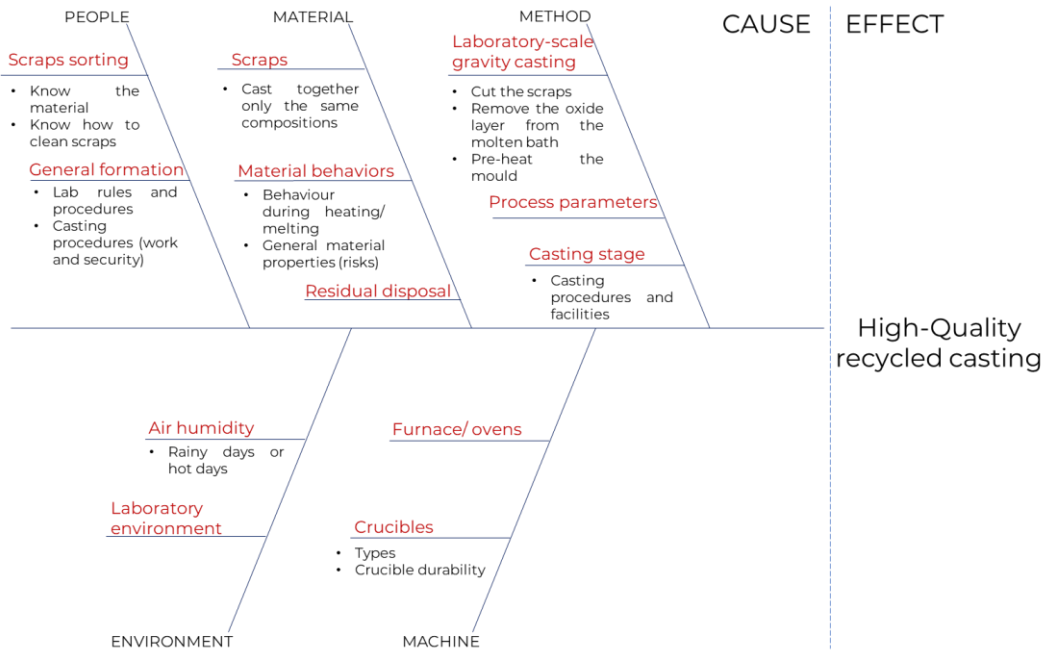 PEOPLE
MATERIAL
METHOD
CAUSE
EFFECT
Scraps sorting
• Know the
material
• Know how to
clean scraps
General formation
• Lab rules and
procedures
• Casting
procedures (work
and security)
Scraps
• Cast together
only the same
compositions
Material behaviors
• Behaviour
during heating/
melting
• General material
properties (risks)
Residual disposal
Laboratory-scale
gravity casting
• Cut the scraps
• Remove the oxide
layer from the
molten bath
• Pre-heat the
mould
Process parameters
Casting stage
• Casting
procedures and
facilities
High-Quality
recycled casting
Air humidity
• Rainy days or
hot days
Laboratory
environment
Furnace/ ovens
Crucibles
• Types
• Crucible durability
ENVIRONMENT
MACHINE